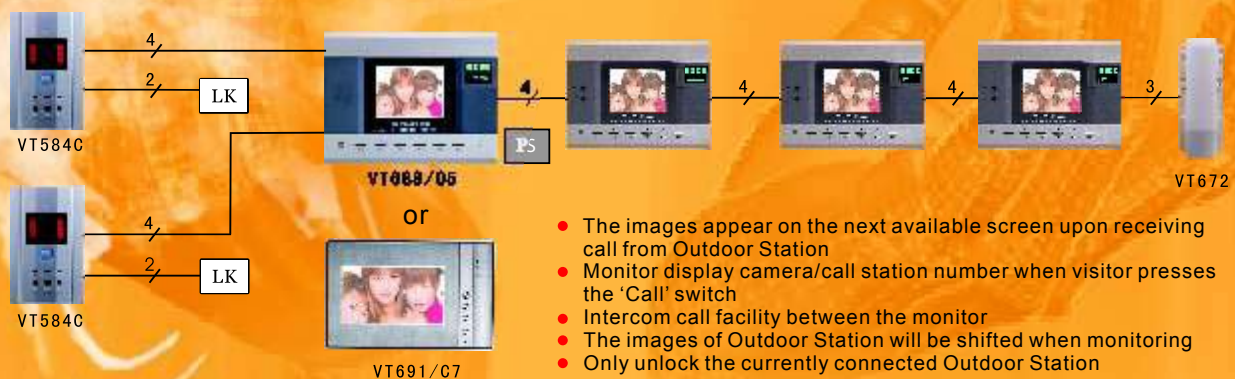 4
2
LK
VT584C
4
2
LK
VT584C
or
VT691/C7
4
PS
4
4
3
VT672
● The images appear on the next available screen upon receiving
call from Outdoor Station
● Monitor display camera/call station number when visitor presses
the ‘Call’ switch
● Intercom call facility between the monitor
● The images of Outdoor Station will be shifted when monitoring
● Only unlock the currently connected Outdoor Station